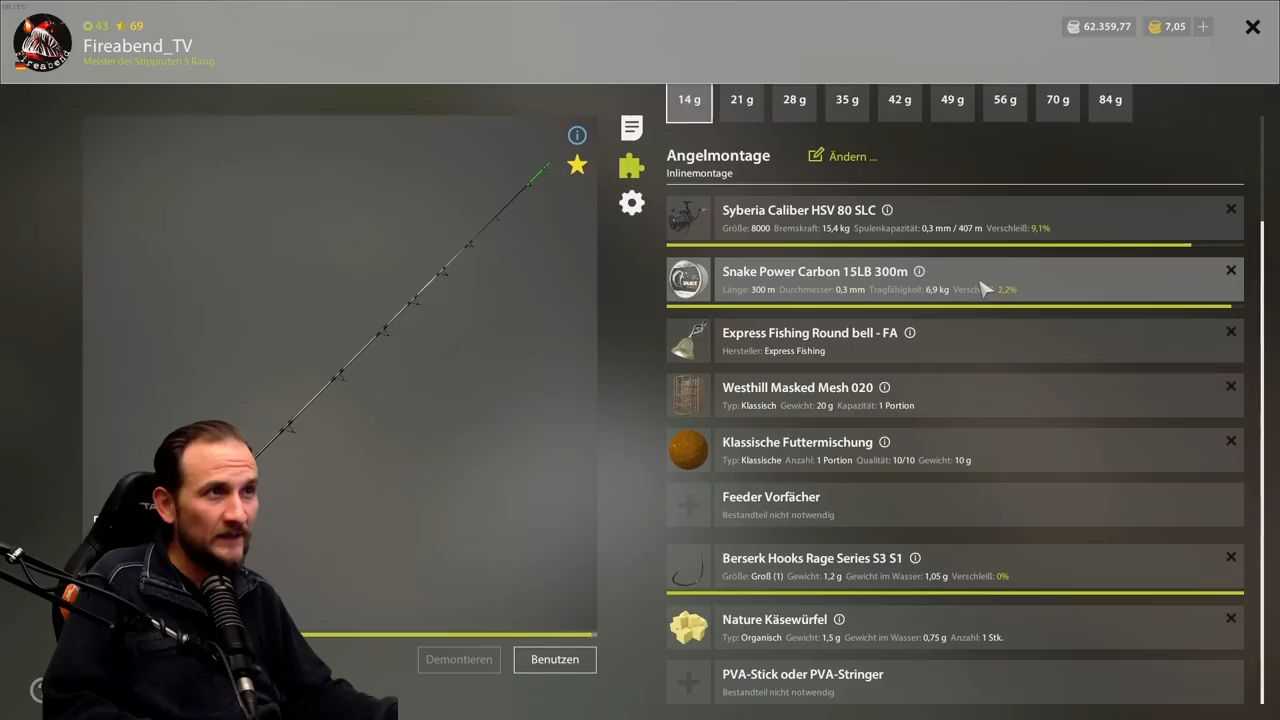 43 69
Fireabend_TV
Meister der Stippruten 5 Rang
62.359,77
7,05
14 g
21 g
28 g
35 g
42 g
49 g
56 g
70 g
84 g
Angelmontage
Ändern ...
Inlinemontage
Syberia Caliber HSV 80 SLC
Größe: 8000 Bremskraft: 15,4 kg Spulenkapazität: 0,3 mm / 407 m Verschleiß: 9,1%
Snake Power Carbon 15LB 300m
Länge: 300 m Durchmesser: 0,3 mm Tragfähigkeit: 6,9 kg 2,2%
Express Fishing Round bell - FA
Hersteller: Express Fishing
Westhill Masked Mesh 020
Typ: Klassisch Gewicht: 20 g Kapazität: 1 Portion
Klassische Futtermischung
Typ: Klassische Anzahl: 1 Portion Qualität: 10/10 Gewicht: 10 g
Feeder Vorfächer
Bestandteil nicht notwendig
Berserk Hooks Rage Series S3 S1
Größe: Groß (1) Gewicht: 1,2 g Gewicht im Wasser: 1,05 g Verschleiß: 0%
Nature Käsewürfel
Typ: Organisch Gewicht: 1,5 g Gewicht im Wasser: 0,75 g Anzahl: 1 Stk.
PVA-Stick oder PVA-Stringer
Bestandteil nicht notwendig
Demontieren
Benutzen